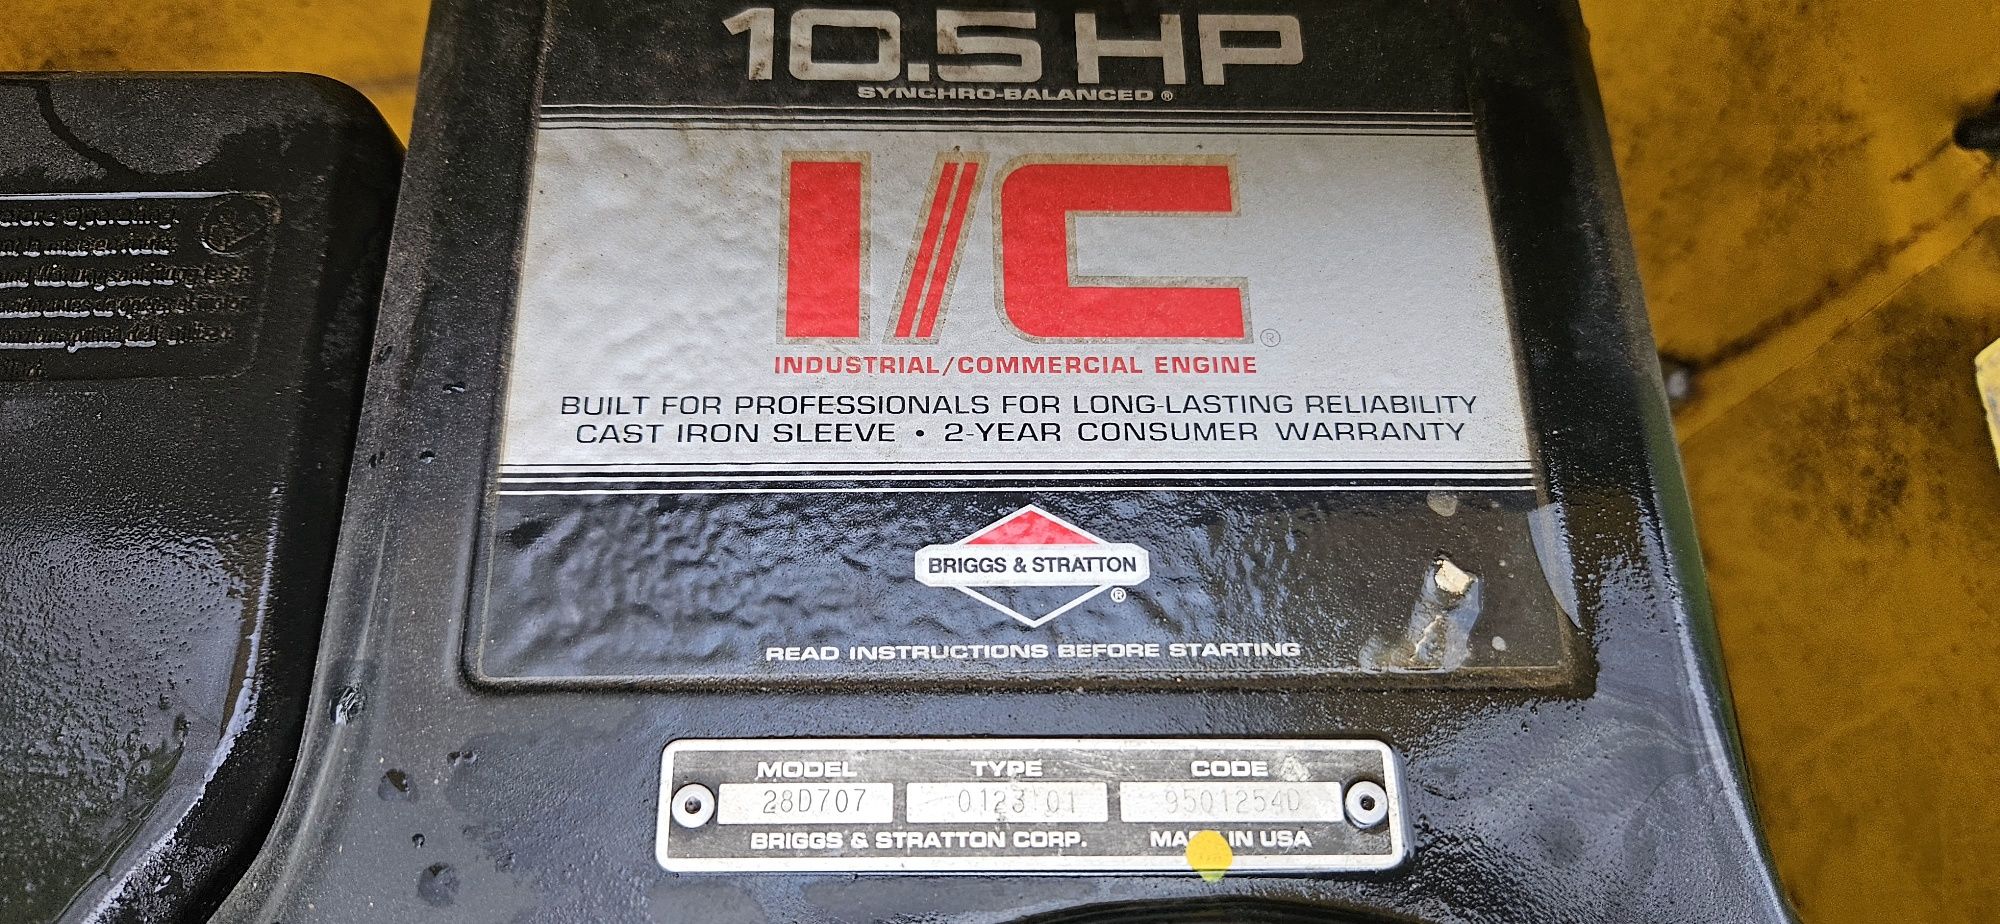 10.5 HP
SYNCHRO-BALANCED ®
I/C ®
INDUSTRIAL/COMMERCIAL ENGINE
BUILT FOR PROFESSIONALS FOR LONG-LASTING RELIABILITY
CAST IRON SLEEVE • 2-YEAR CONSUMER WARRANTY
BRIGGS & STRATTON ®
READ INSTRUCTIONS BEFORE STARTING
MODEL TYPE CODE
28D707 0123 01 9501254D
BRIGGS & STRATTON CORP. IN USA
Operating